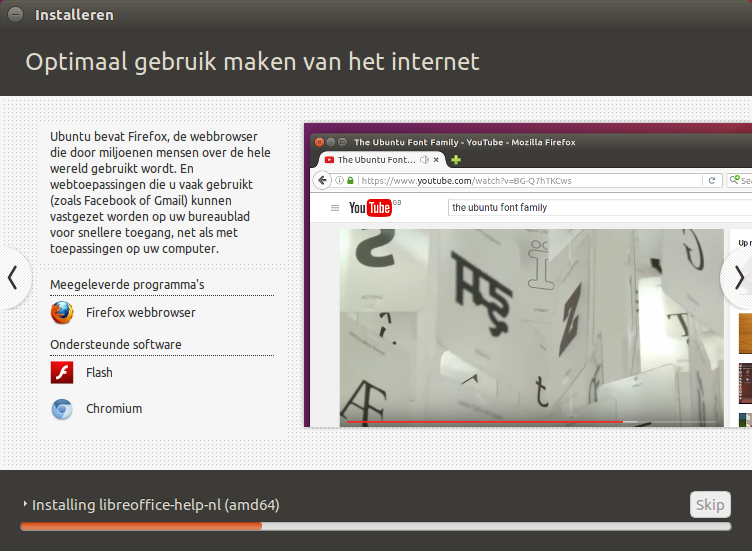 Installeren
Optimaal gebruik maken van het internet
Ubuntu bevat Firefox, de webbrowser
die door miljoenen mensen over de hele
wereld gebruikt wordt. En
webtoepassingen die u vaak gebruikt
(zoals Facebook of Gmail) kunnen
vastgezet worden op uw bureaublad
voor snellere toegang, net als met
toepassingen op uw computer.
Meegeleverde programma's
Firefox webbrowser
Ondersteunde software
Flash
Chromium
The Ubuntu Font Family - YouTube - Mozilla Firefox
The Ubuntu Font...
https://www.youtube.com/watch?v=BG-Q7hTKCws
Sea
YouTube GB
the ubuntu font family
Up n
Installing libreoffice-help-nl (amd64)
Skip